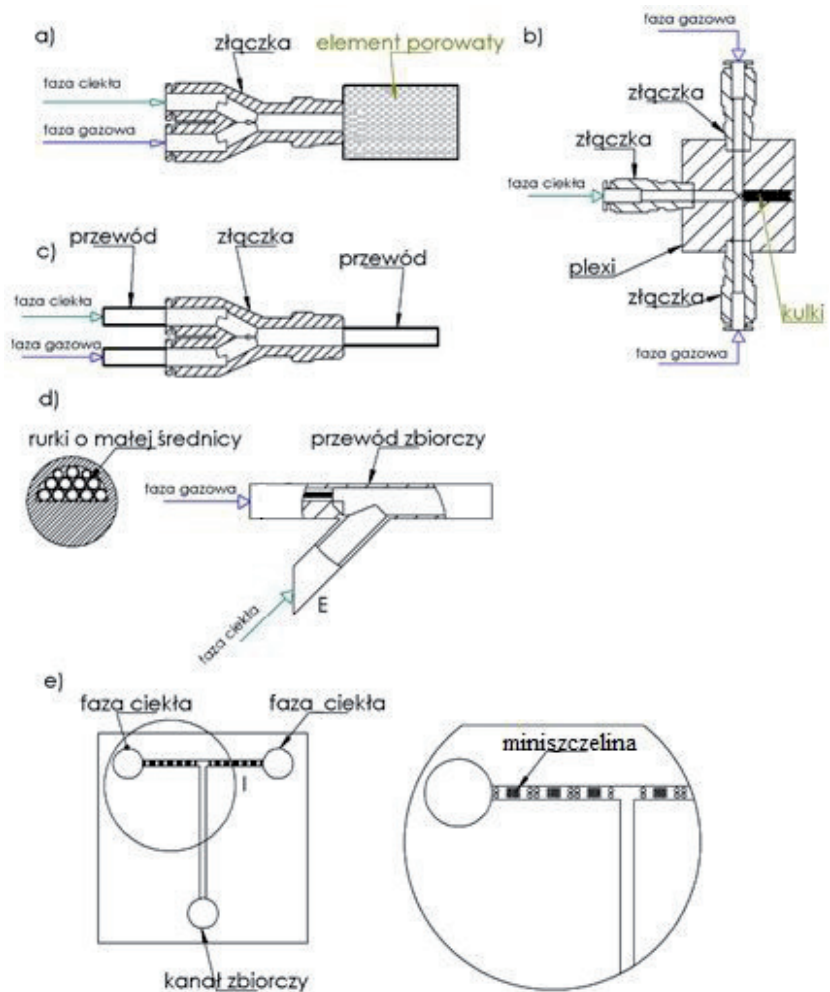 a)
złączka
element porowaty
faza ciekła
faza gazowa
b)
faza gazowa
złączka
złączka
faza ciekła
plexi
złączka
kulki
faza gazowa
c)
przewód
złączka
przewód
faza ciekła
faza gazowa
d)
rurki o małej średnicy
przewód zbiorczy
faza gazowa
faza ciekła
E
e)
faza ciekła
faza ciekła
I
kanał zbiorczy
miniszczelina